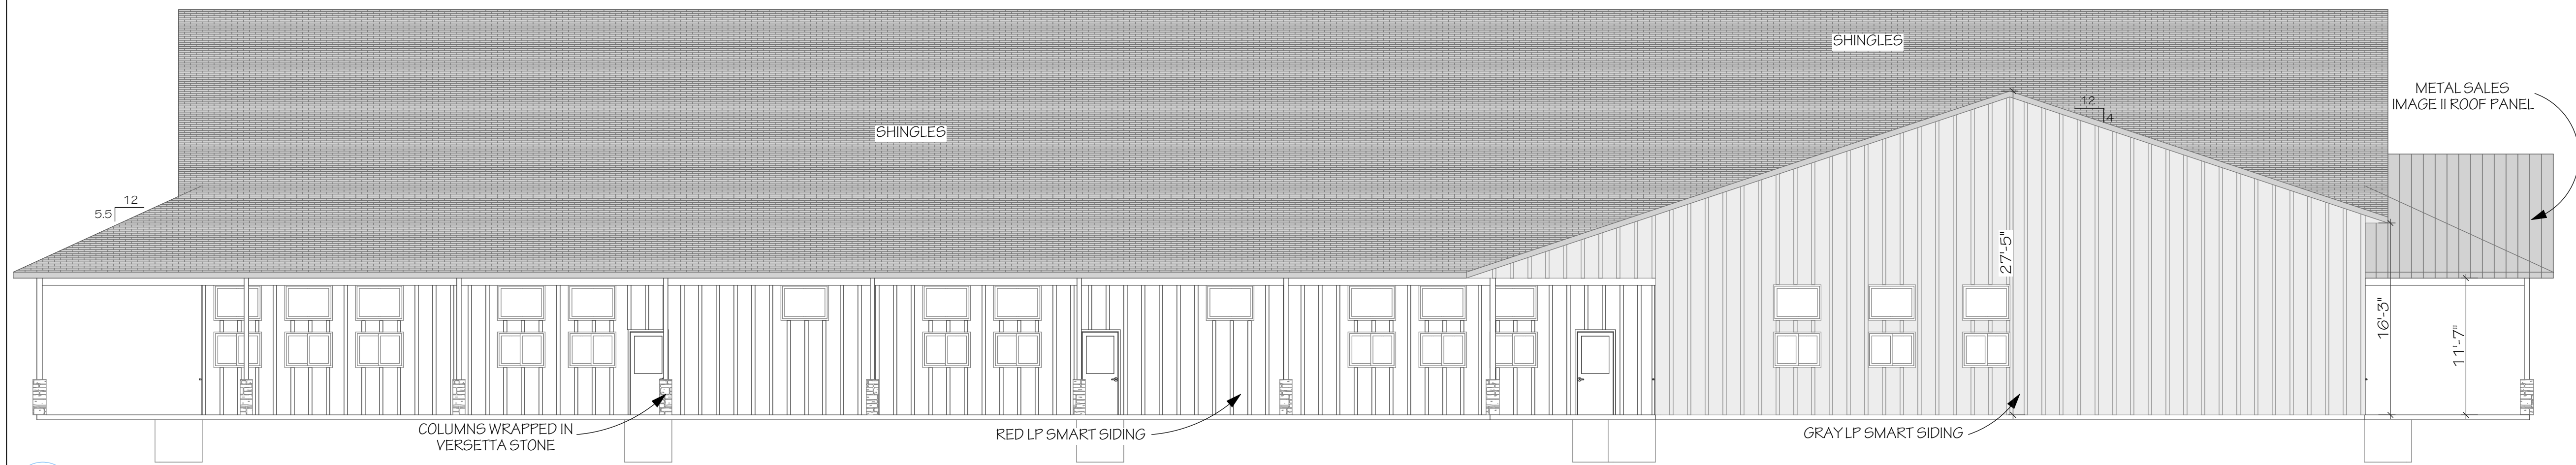 SHINGLES
SHINGLES
METAL SALES
IMAGE II ROOF PANEL
12
4
12
5.5
27'-5"
16'-3"
11'-7"
COLUMNS WRAPPED IN
VERSETTA STONE
RED LP SMART SIDING
GRAY LP SMART SIDING